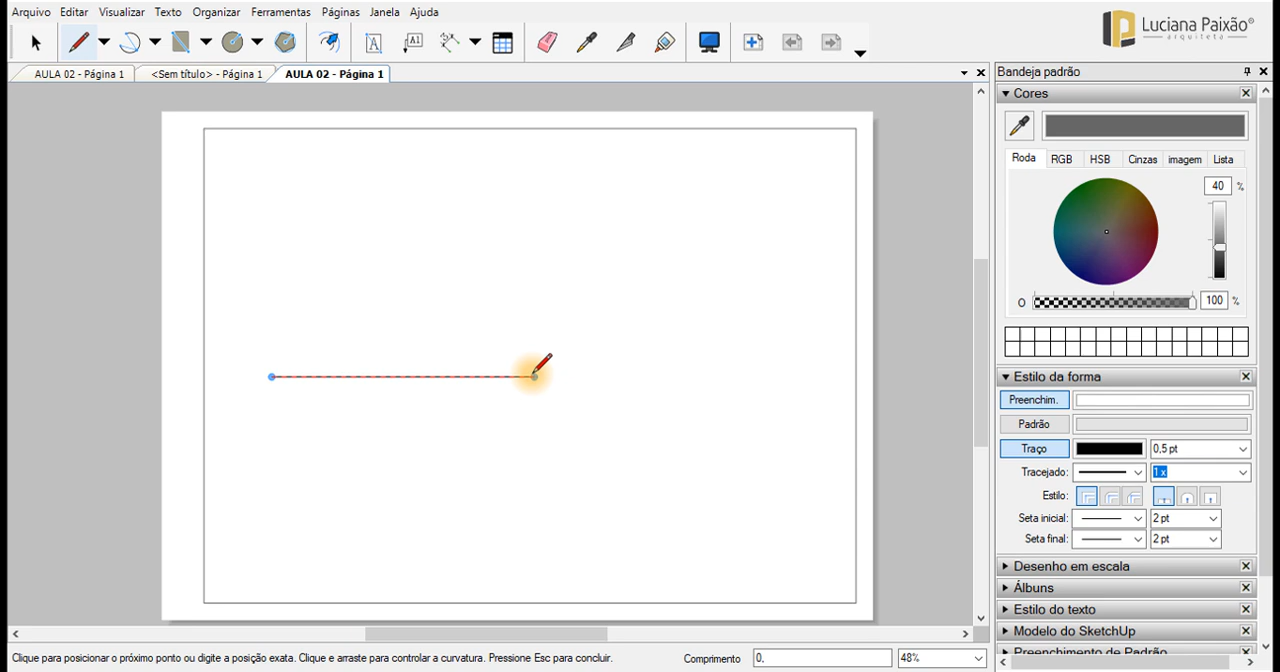 Arquivo Editar Visualizar Texto Organizar Ferramentas Páginas Janela Ajuda
Luciana Paixão
arquiteta
A
A1
AULA 02 - Página 1
<Sem título> - Página 1
AULA 02 - Página 1
Bandeja padrão
Cores
Roda RGB HSB Cinzas imagem Lista
40 %
O 100 %
Estilo da forma
Preenchim.
Padrão
Traço 0,5 pt
Tracejado: 1 x
Estilo:
Seta inicial: 2 pt
Seta final: 2 pt
Desenho em escala
Álbuns
Estilo do texto
Modelo do SketchUp
Preenchimento de Padrão
Clique para posicionar o próximo ponto ou digite a posição exata. Clique e arraste para controlar a curvatura. Pressione Esc para concluir. Comprimento 0. 48%